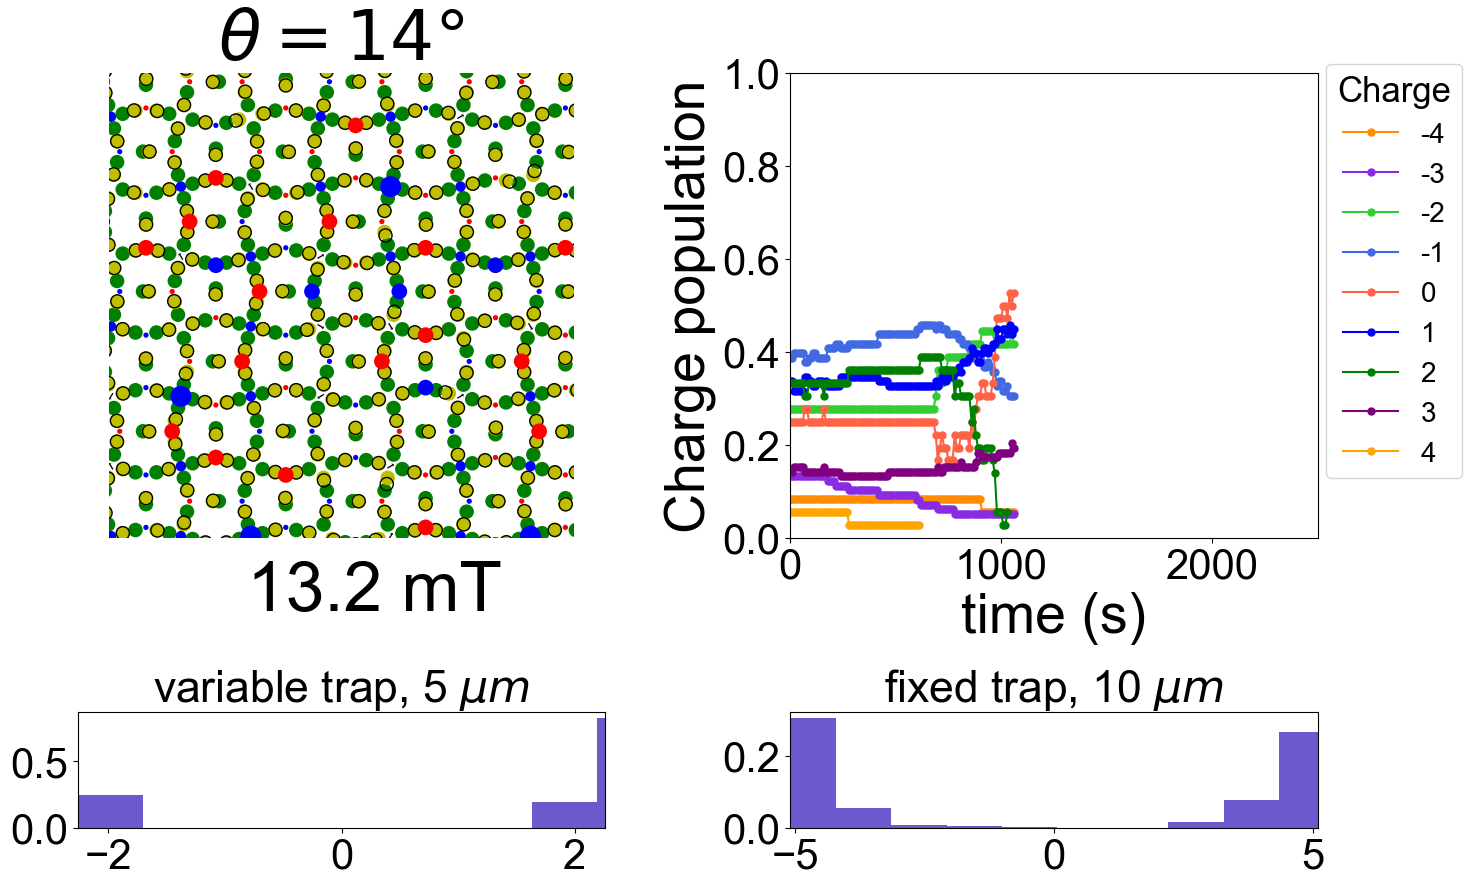 θ = 14°
13.2 mT
Charge population
1.0
0.8
0.6
0.4
0.2
0.0
0 1000 2000
time (s)
Charge
-4
-3
-2
-1
0
1
2
3
4
variable trap, 5 μm
0.5
0.0
−2 0 2
fixed trap, 10 μm
0.2
0.0
−5 0 5